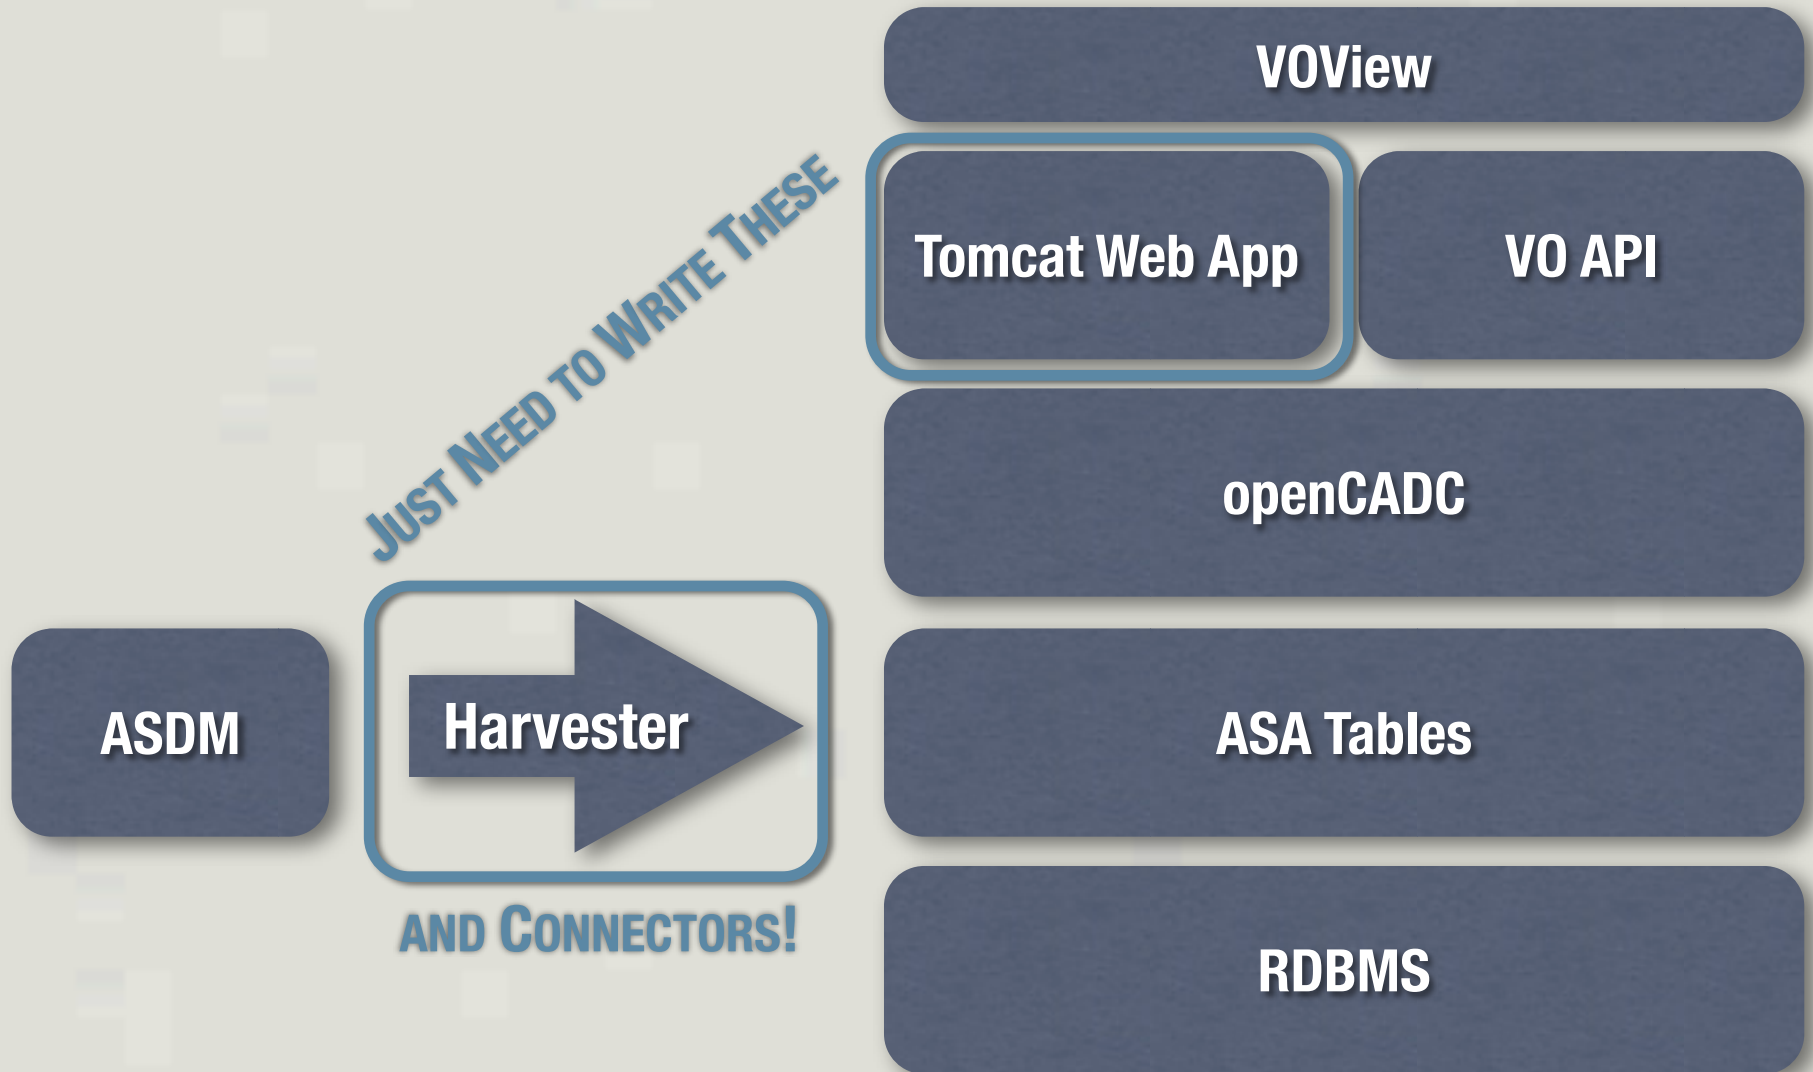 VOView
JUST NEED TO WRITE THESE
Tomcat Web App
VO API
openCADC
ASDM
Harvester
ASA Tables
AND CONNECTORS!
RDBMS